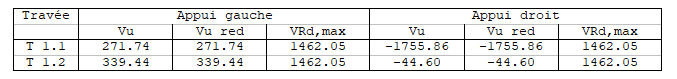 Travée Appui gauche Appui droit
Vu Vu red VRd,max Vu Vu red VRd,max
T 1.1 271.74 271.74 1462.05 -1755.86 -1755.86 1462.05
T 1.2 339.44 339.44 1462.05 -44.60 -44.60 1462.05